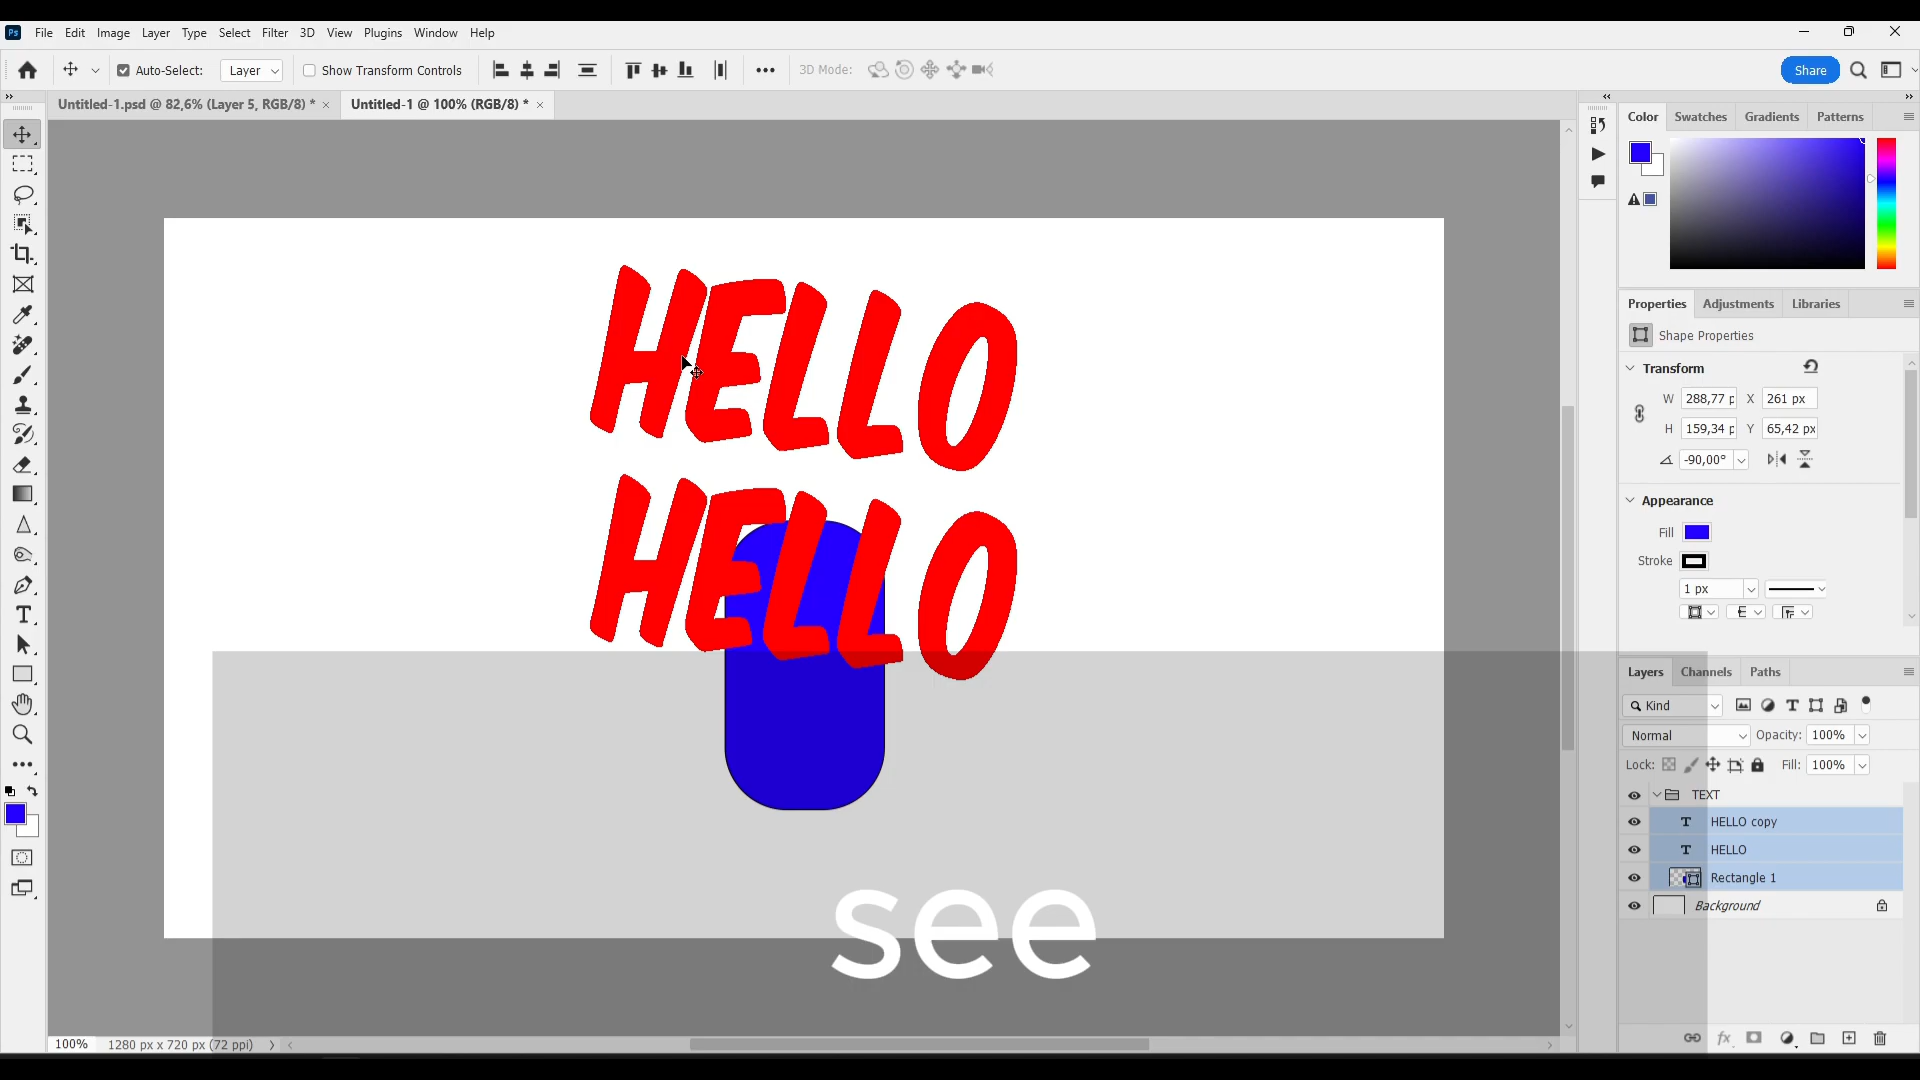 Ps File Edit Image Layer Type Select Filter 3D View Plugins Window Help
Auto-Select: Layer Show Transform Controls 3D Mode: Share
Untitled-1.psd @ 82,6% (Layer 5, RGB/8) * × Untitled-1 @ 100% (RGB/8) * ×
Color Swatches Gradients Patterns
Properties Adjustments Libraries
Shape Properties
Transform
W 288,77 p X 261 px
H 159,34 p Y 65,42 px
-90,00°
Appearance
Fill
Stroke
1 px
HELLO
HELLO
Layers Channels Paths
Kind
Normal Opacity: 100%
Lock: Fill: 100%
TEXT
T HELLO copy
T HELLO
Rectangle 1
Background
see
fx
100% 1280 px x 720 px (72 ppi)